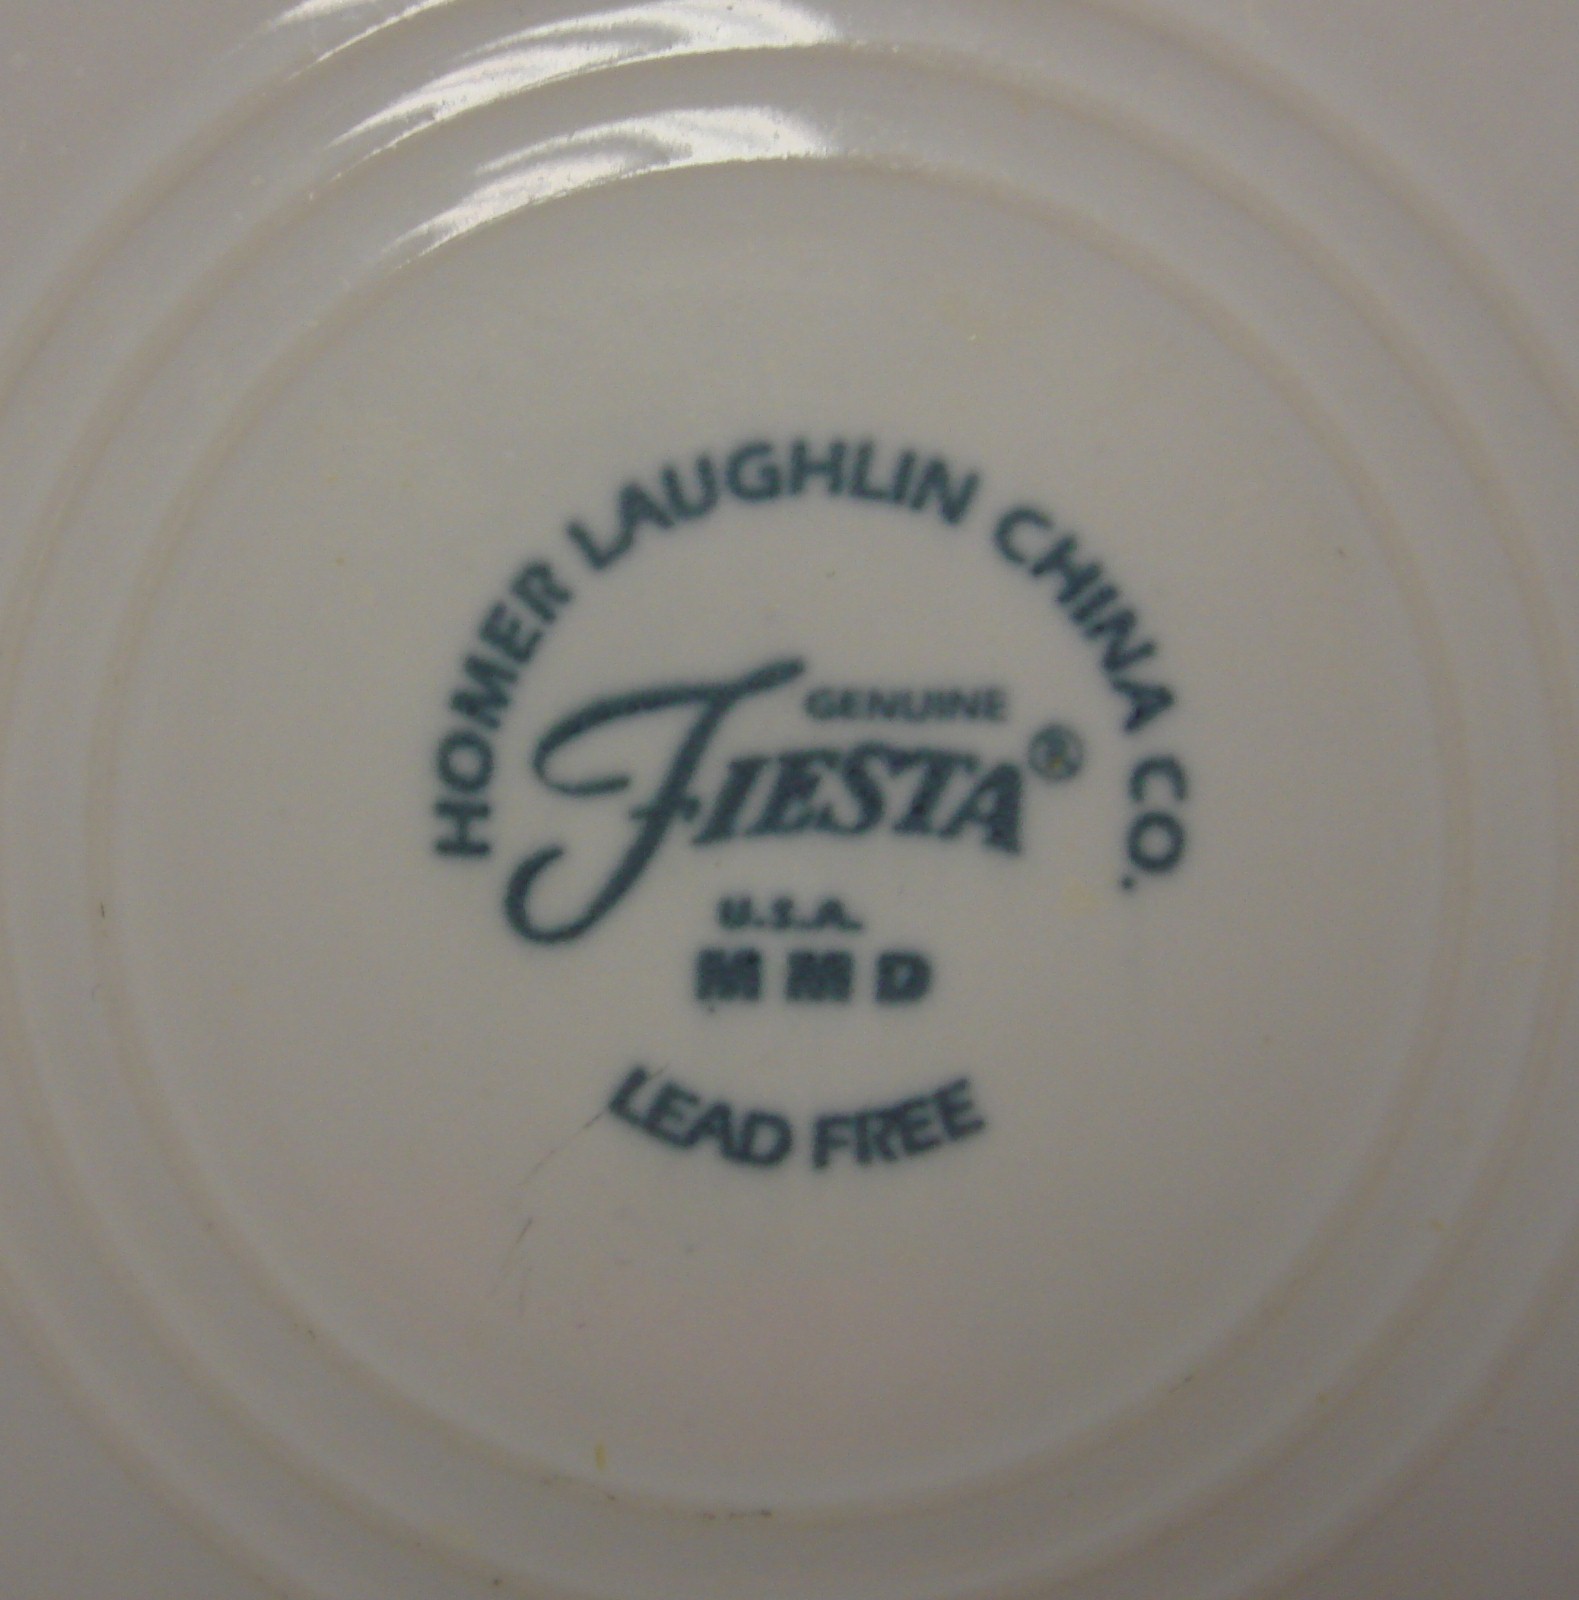 HOMER LAUGHLIN CHINA CO.
GENUINE
FIESTA®
U.S.A.
M M D
LEAD FREE